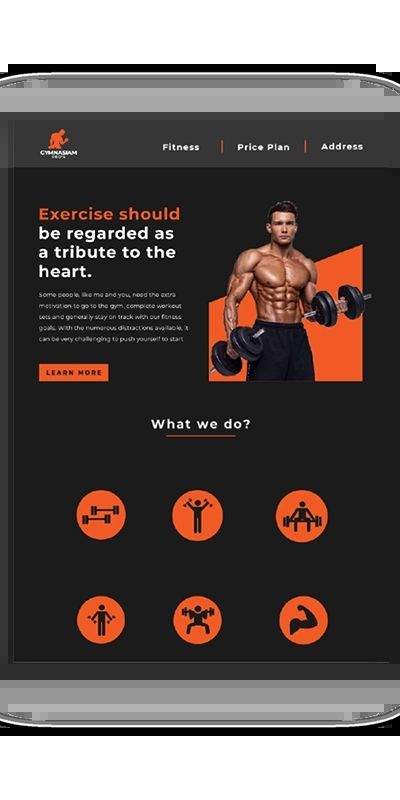 GYMNASIAM
Fitness
Price Plan
Address
Exercise should
be regarded as
a tribute to the
heart.
Some people, like me and you, need the extra
motivation to go to the gym, complete workout
sets and generally stay on track with our fitness
goals. With the numerous distractions available, it
can be very challenging to push yourself to start
LEARN MORE
What we do?